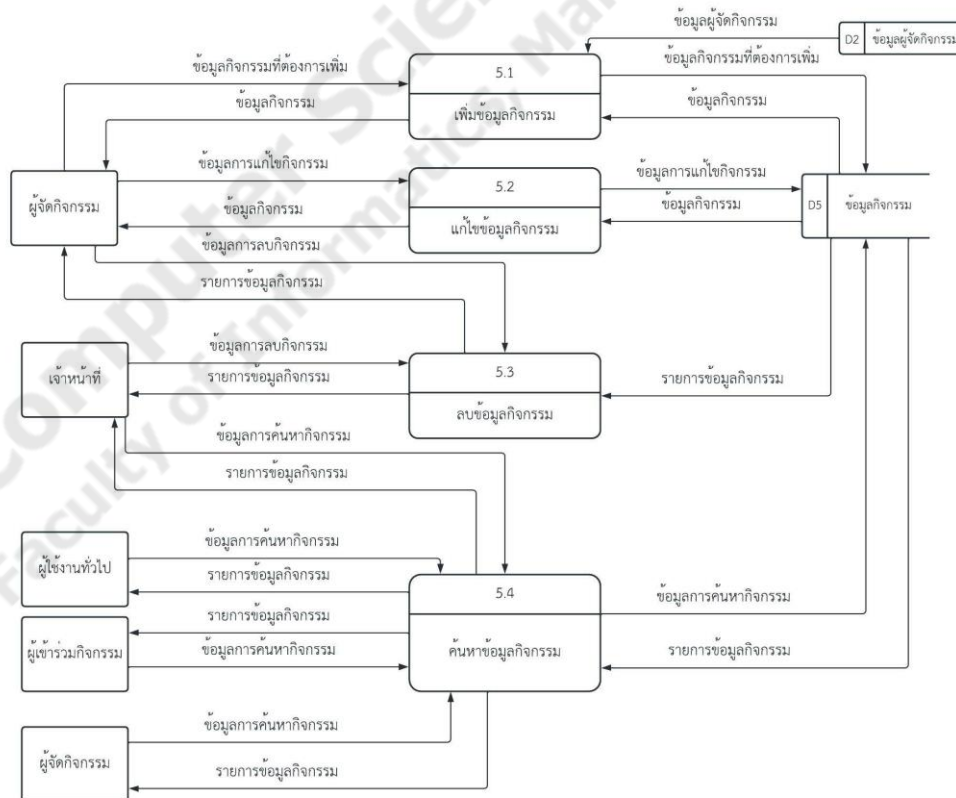 ข้อมูลผู้จัดกิจกรรม
D2 ข้อมูลผู้จัดกิจกรรม
ข้อมูลกิจกรรมที่ต้องการเพิ่ม
5.1
ข้อมูลกิจกรรมที่ต้องการเพิ่ม
ข้อมูลกิจกรรม
เพิ่มข้อมูลกิจกรรม
ข้อมูลกิจกรรม
ข้อมูลการแก้ไขกิจกรรม
5.2
ข้อมูลการแก้ไขกิจกรรม
ผู้จัดกิจกรรม
ข้อมูลกิจกรรม
แก้ไขข้อมูลกิจกรรม
ข้อมูลกิจกรรม
D5 ข้อมูลกิจกรรม
ข้อมูลการลบกิจกรรม
รายการข้อมูลกิจกรรม
เจ้าหน้าที่
ข้อมูลการลบกิจกรรม
รายการข้อมูลกิจกรรม
5.3
ลบข้อมูลกิจกรรม
รายการข้อมูลกิจกรรม
ข้อมูลการค้นหากิจกรรม
รายการข้อมูลกิจกรรม
ผู้ใช้งานทั่วไป
ข้อมูลการค้นหากิจกรรม
รายการข้อมูลกิจกรรม
5.4
ค้นหาข้อมูลกิจกรรม
ข้อมูลการค้นหากิจกรรม
รายการข้อมูลกิจกรรม
ผู้เข้าร่วมกิจกรรม
รายการข้อมูลกิจกรรม
ข้อมูลการค้นหากิจกรรม
ผู้จัดกิจกรรม
ข้อมูลการค้นหากิจกรรม
รายการข้อมูลกิจกรรม
Computer Scien
Faculty of Informatics, Ma